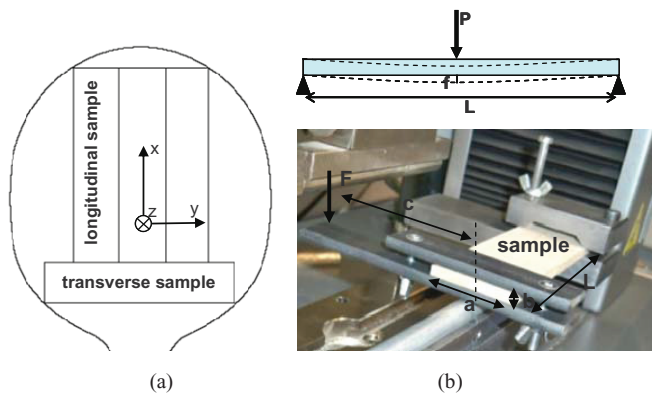 longitudinal sample
x
z
y
transverse sample
(a)
P
f
L
F
c
sample
L
b
a
(b)